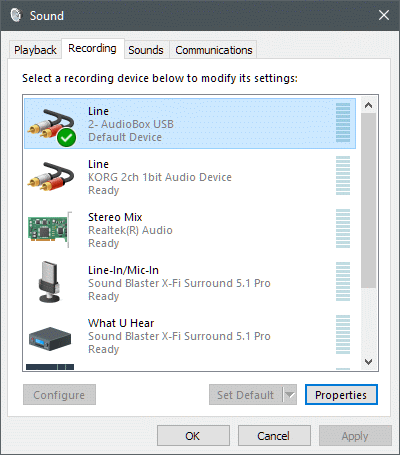 Sound
Playback Recording Sounds Communications
Select a recording device below to modify its settings:
Line
2- AudioBox USB
Default Device
Line
KORG 2ch 1bit Audio Device
Ready
Stereo Mix
Realtek(R) Audio
Ready
Line-In/Mic-In
Sound Blaster X-Fi Surround 5.1 Pro
Ready
What U Hear
Sound Blaster X-Fi Surround 5.1 Pro
Ready
Configure Set Default Properties
OK Cancel Apply